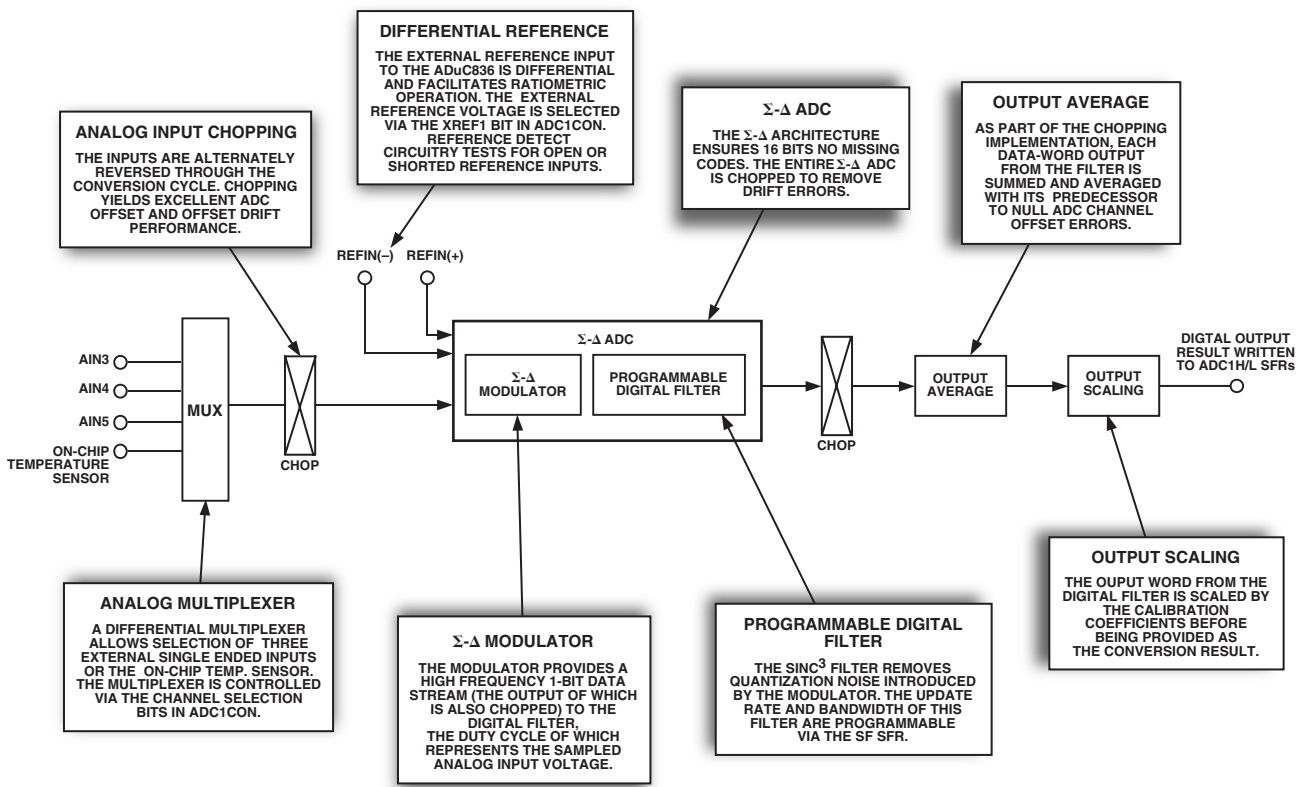 DIFFERENTIAL REFERENCE
THE EXTERNAL REFERENCE INPUT
TO THE ADuC836 IS DIFFERENTIAL
AND FACILITATES RATIOMETRIC
OPERATION. THE EXTERNAL
REFERENCE VOLTAGE IS SELECTED
VIA THE XREF1 BIT IN ADC1CON.
REFERENCE DETECT
CIRCUITRY TESTS FOR OPEN OR
SHORTED REFERENCE INPUTS.
ANALOG INPUT CHOPPING
THE INPUTS ARE ALTERNATELY
REVERSED THROUGH THE
CONVERSION CYCLE. CHOPPING
YIELDS EXCELLENT ADC
OFFSET AND OFFSET DRIFT
PERFORMANCE.
Σ-Δ ADC
THE Σ-Δ ARCHITECTURE
ENSURES 16 BITS NO MISSING
CODES. THE ENTIRE Σ-Δ ADC
IS CHOPPED TO REMOVE
DRIFT ERRORS.
OUTPUT AVERAGE
AS PART OF THE CHOPPING
IMPLEMENTATION, EACH
DATA-WORD OUTPUT
FROM THE FILTER IS
SUMMED AND AVERAGED
WITH ITS PREDECESSOR
TO NULL ADC CHANNEL
OFFSET ERRORS.
REFIN(–) REFIN(+)
AIN3
AIN4
AIN5
ON-CHIP
TEMPERATURE
SENSOR
MUX
CHOP
Σ-Δ ADC
Σ-Δ
MODULATOR
PROGRAMMABLE
DIGITAL FILTER
CHOP
OUTPUT
AVERAGE
OUTPUT
SCALING
DIGTAL OUTPUT
RESULT WRITTEN
TO ADC1H/L SFRs
ANALOG MULTIPLEXER
A DIFFERENTIAL MULTIPLEXER
ALLOWS SELECTION OF THREE
EXTERNAL SINGLE ENDED INPUTS
OR THE ON-CHIP TEMP. SENSOR.
THE MULTIPLEXER IS CONTROLLED
VIA THE CHANNEL SELECTION
BITS IN ADC1CON.
Σ-Δ MODULATOR
THE MODULATOR PROVIDES A
HIGH FREQUENCY 1-BIT DATA
STREAM (THE OUTPUT OF WHICH
IS ALSO CHOPPED) TO THE
DIGITAL FILTER,
THE DUTY CYCLE OF WHICH
REPRESENTS THE SAMPLED
ANALOG INPUT VOLTAGE.
PROGRAMMABLE DIGITAL
FILTER
THE SINC³ FILTER REMOVES
QUANTIZATION NOISE INTRODUCED
BY THE MODULATOR. THE UPDATE
RATE AND BANDWIDTH OF THIS
FILTER ARE PROGRAMMABLE
VIA THE SF SFR.
OUTPUT SCALING
THE OUPUT WORD FROM THE
DIGITAL FILTER IS SCALED BY
THE CALIBRATION
COEFFICIENTS BEFORE
BEING PROVIDED AS
THE CONVERSION RESULT.